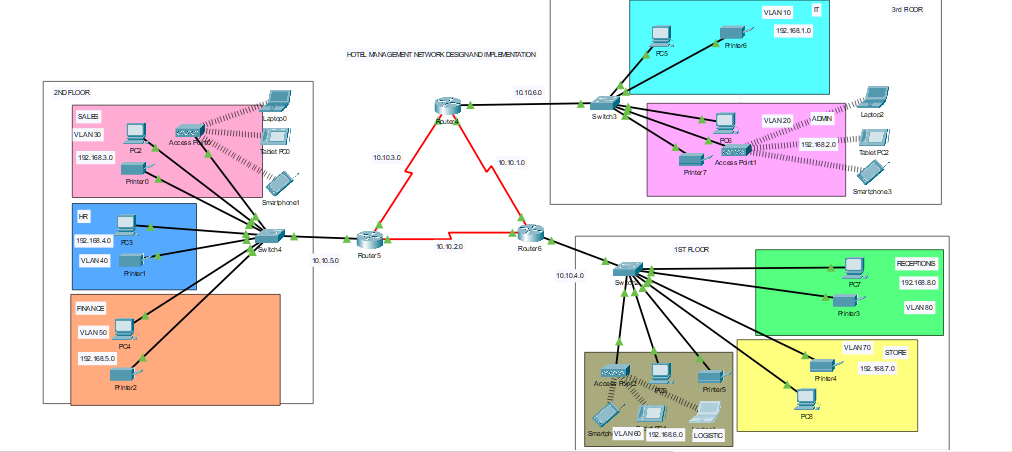 HOTEL MANAGEMENT NETWORK DESIGN AND IMPLEMENTATION
2ND FLOOR
SALES
VLAN 30
192.168.3.0
PC2
Printer0
Access Point0
Laptop0
Tablet PC0
Smartphone1
HR
192.168.4.0
VLAN 40
PC3
Printer1
FINANCE
VLAN 50
192.168.5.0
PC4
Printer2
Switch4
10.10.5.0
Router5
10.10.3.0
10.10.2.0
10.10.1.0
10.10.6.0
Router6
10.10.4.0
3rd FlOOR
IT
VLAN 10
192.168.1.0
PC5
Printer6
Switch3
VLAN 20
ADMIN
192.168.2.0
PC6
Printer7
Access Point1
Laptop2
Tablet PC2
Smartphone3
1ST FLOOR
RECEPTIONIS
192.168.8.0
VLAN 80
PC7
Printer3
VLAN 70
STORE
192.168.7.0
Printer4
PC8
Access Point2
Printer5
VLAN 60
192.168.6.0
LOGISTIC